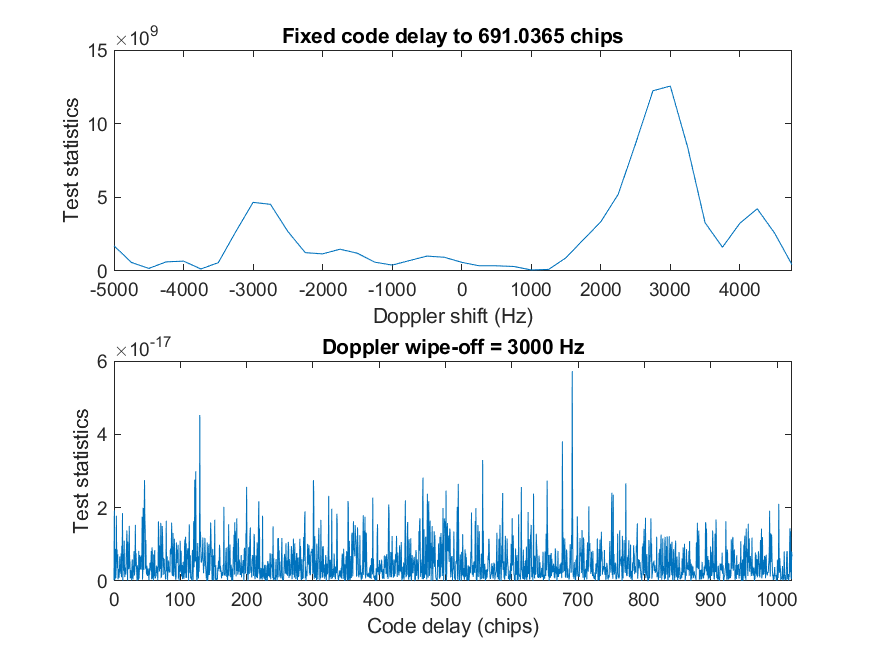 ×10^9
Fixed code delay to 691.0365 chips
15
10
5
0
Test statistics
-5000 -4000 -3000 -2000 -1000 0 1000 2000 3000 4000
Doppler shift (Hz)
×10^-17
Doppler wipe-off = 3000 Hz
6
4
2
0
Test statistics
0 100 200 300 400 500 600 700 800 900 1000
Code delay (chips)